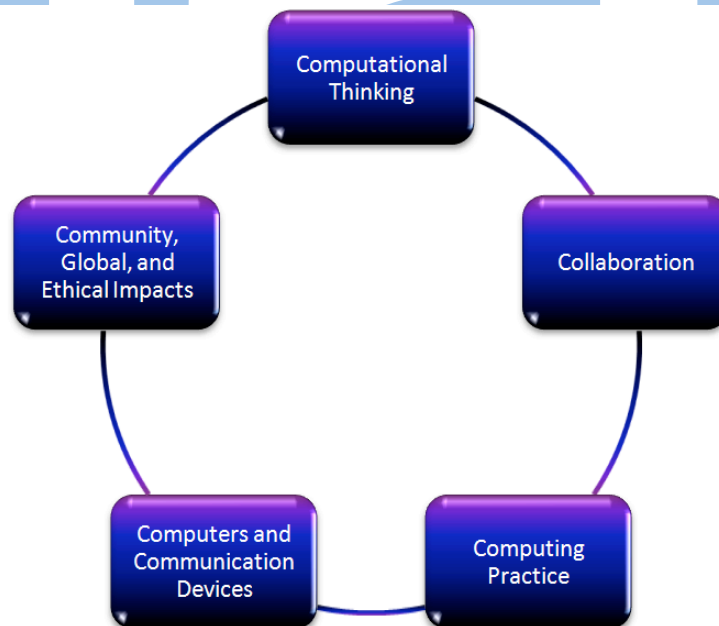 Computational
Thinking
Collaboration
Computing
Practice
Computers and
Communication
Devices
Community,
Global, and
Ethical Impacts